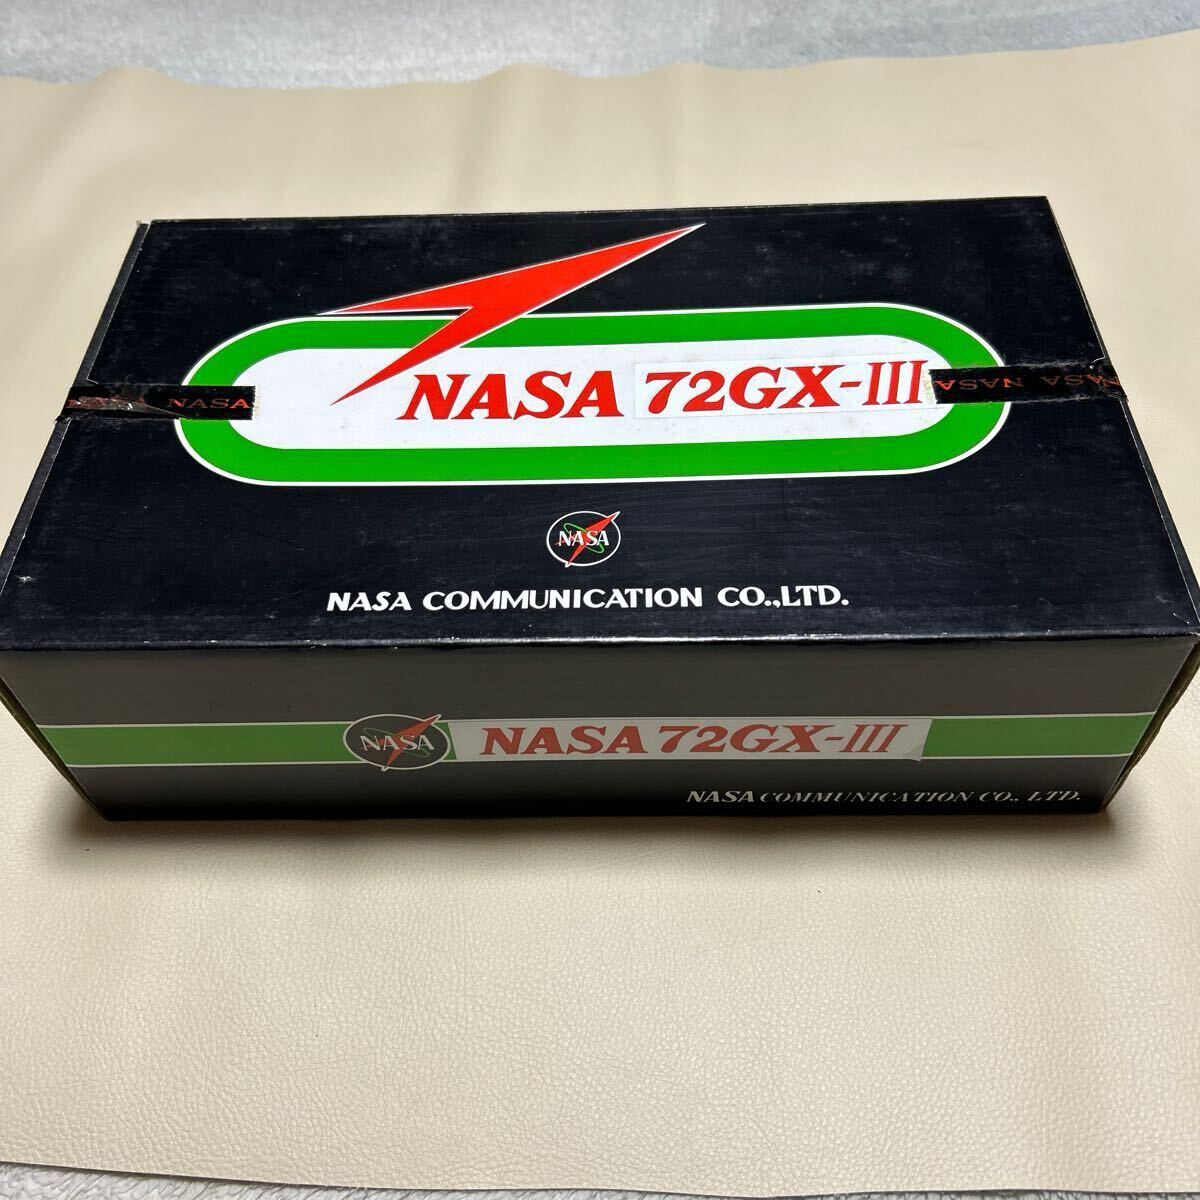 NASA 72GX-III
NASA
NASA NASA
NASA
NASA COMMUNICATION CO.,LTD.
NASA NASA 72GX-III
NASA COMMUNICATION CO., LTD.